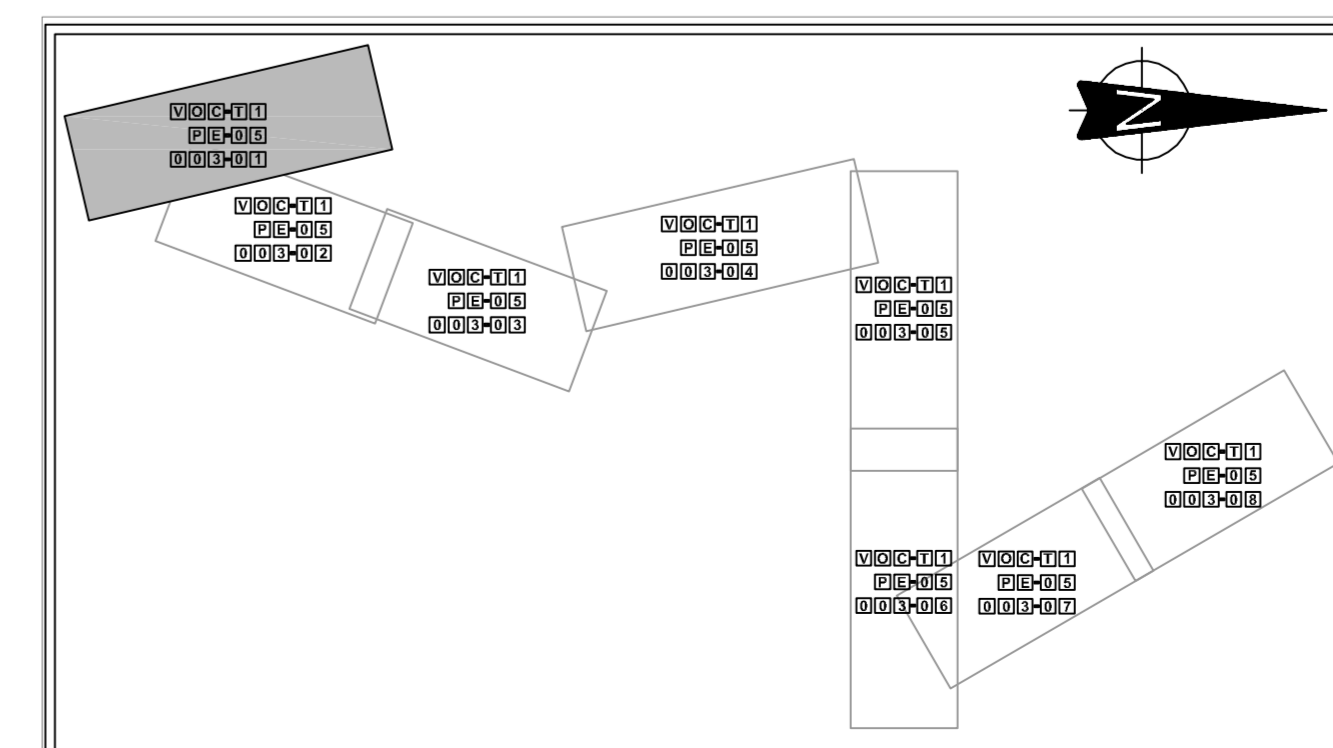 VOC-T1
PE-05
003-01
VOC-T1
PE-05
003-02
VOC-T1
PE-05
003-03
VOC-T1
PE-05
003-04
VOC-T1
PE-05
003-05
VOC-T1
PE-05
003-06
VOC-T1
PE-05
003-07
VOC-T1
PE-05
003-08
N